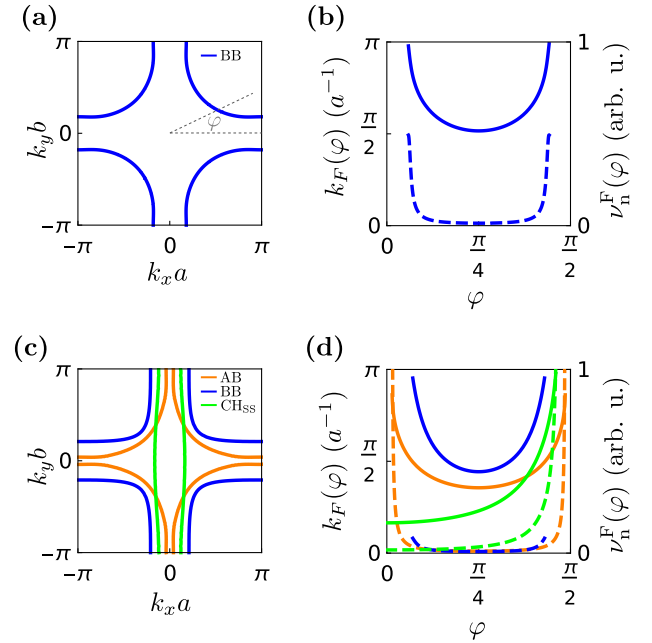 (a)
π
0
−π
k_y b
BB
φ
−π
0
π
k_x a
(b)
π
π/2
0
k_F(φ) (a⁻¹)
1
0
ν_n^F(φ) (arb. u.)
0
π/4
π/2
φ
(c)
π
0
−π
k_y b
AB
BB
CH_SS
−π
0
π
k_x a
(d)
π
π/2
0
k_F(φ) (a⁻¹)
1
0
ν_n^F(φ) (arb. u.)
0
π/4
π/2
φ